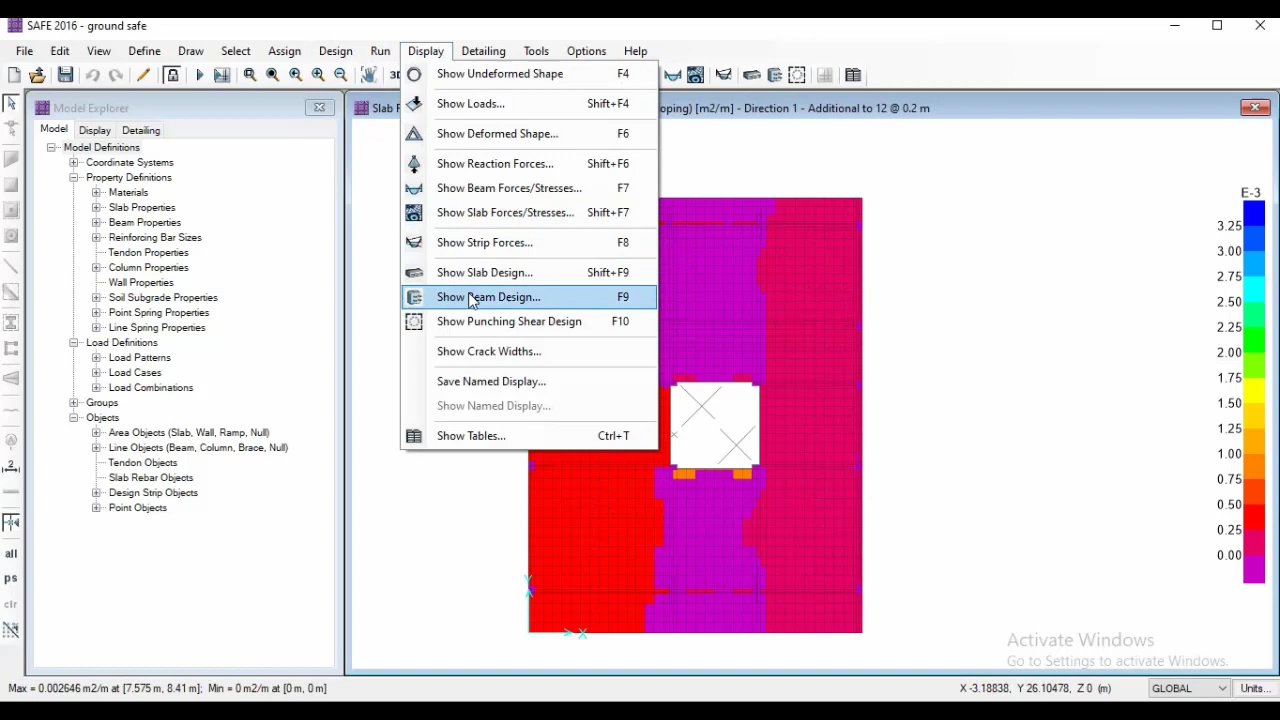 SAFE 2016 - ground safe
File Edit View Define Draw Select Assign Design Run Display Detailing Tools Options Help
3D
Model Explorer
Model Display Detailing
Model Definitions
Coordinate Systems
Property Definitions
Materials
Slab Properties
Beam Properties
Reinforcing Bar Sizes
Tendon Properties
Column Properties
Wall Properties
Soil Subgrade Properties
Point Spring Properties
Line Spring Properties
Load Definitions
Load Patterns
Load Cases
Load Combinations
Groups
Objects
Area Objects (Slab, Wall, Ramp, Null)
Line Objects (Beam, Column, Brace, Null)
Tendon Objects
Slab Rebar Objects
Design Strip Objects
Point Objects
all
ps
clr
Show Undeformed Shape F4
Show Loads... Shift+F4
Show Deformed Shape... F6
Show Reaction Forces... Shift+F6
Show Beam Forces/Stresses... F7
Show Slab Forces/Stresses... Shift+F7
Show Strip Forces... F8
Show Slab Design... Shift+F9
Show Beam Design... F9
Show Punching Shear Design F10
Show Crack Widths...
Save Named Display...
Show Named Display...
Show Tables... Ctrl+T
Slab oping) [m2/m] - Direction 1 - Additional to 12 @ 0.2 m
E-3
3.25
3.00
2.50
2.25
2.00
1.75
1.50
1.25
1.00
0.75
0.50
0.25
0.00
Y
X
Activate Windows
Go to Settings to activate Windows.
Max = 0.002646 m2/m at [7.575 m, 8.41 m]; Min = 0 m2/m at [0 m, 0 m]
X -3.18838, Y 26.10478, Z 0 (m)
GLOBAL
Units...